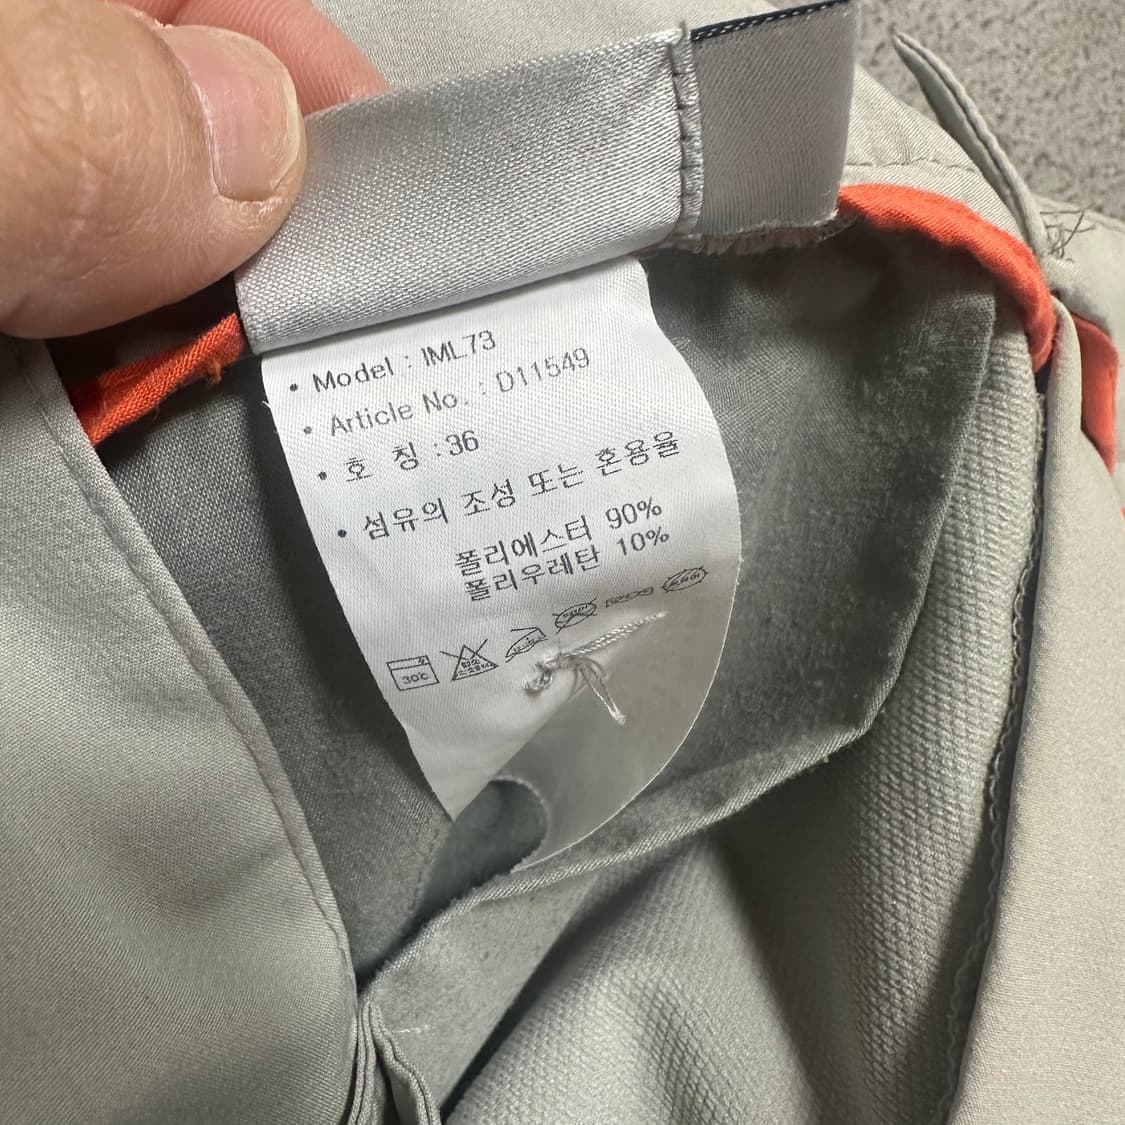 • Model : IML73
• Article No. : D11549
• 호 칭 :36
• 섬유의 조성 또는 혼용율
폴리에스터 90%
폴리우레탄 10%
30℃